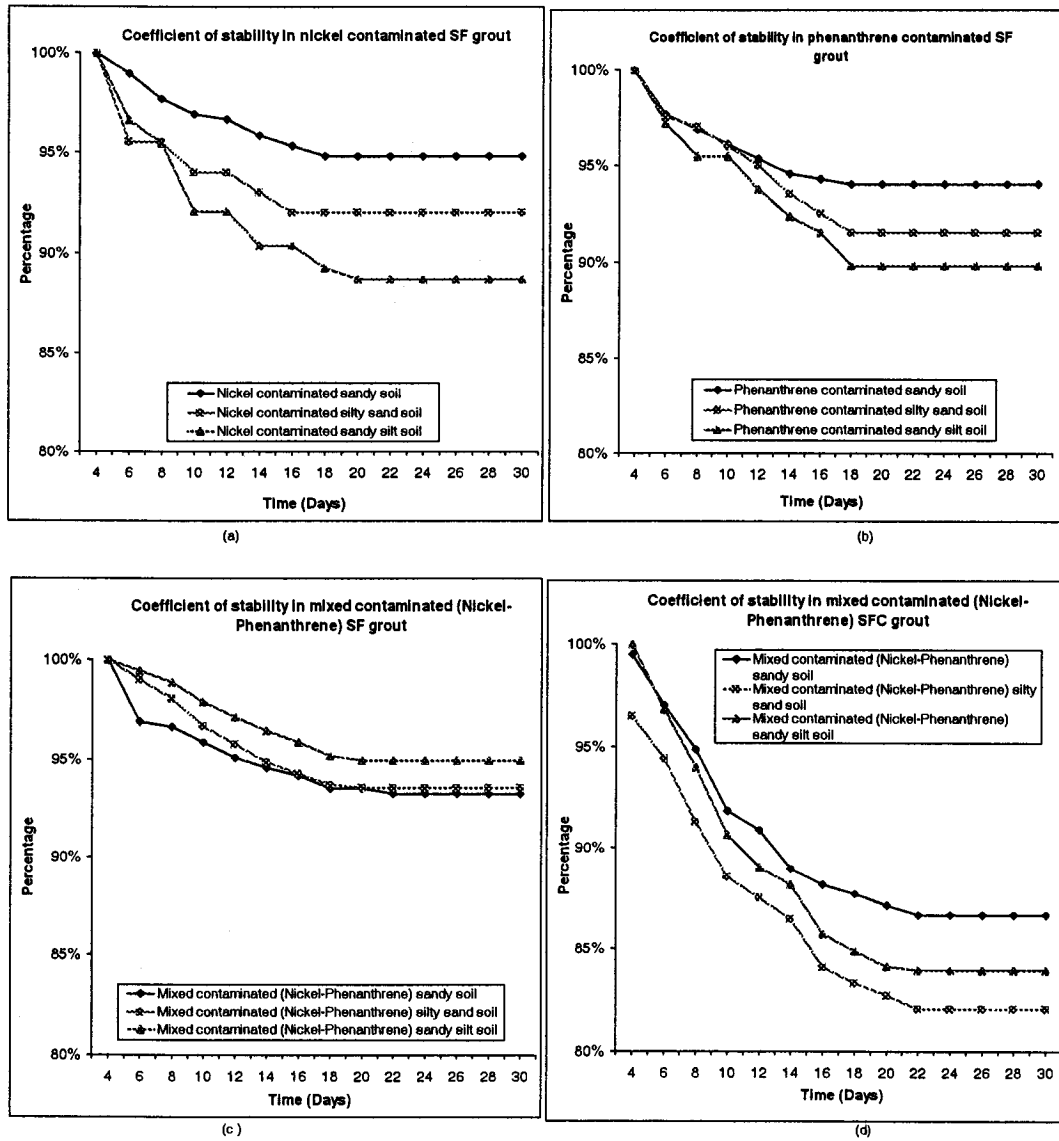 Coefficient of stability in nickel contaminated SF grout
100%
95%
90%
85%
80%
Percentage
Nickel contaminated sandy soil
Nickel contaminated silty sand soil
Nickel contaminated sandy silt soil
4 6 8 10 12 14 16 18 20 22 24 26 28 30
Time (Days)
(a)
Coefficient of stability in phenanthrene contaminated SF
grout
100%
95%
90%
85%
80%
Percentage
Phenanthrene contaminated sandy soil
Phenanthrene contaminated silty sand soil
Phenanthrene contaminated sandy silt soil
4 6 8 10 12 14 16 18 20 22 24 26 28 30
Time (Days)
(b)
Coefficient of stability in mixed contaminated (Nickel-
Phenanthrene) SF grout
100%
95%
90%
85%
80%
Percentage
Mixed contaminated (Nickel-Phenanthrene) sandy soil
Mixed contaminated (Nickel-Phenanthrene) silty sand soil
Mixed contaminated (Nickel-Phenanthrene) sandy silt soil
4 6 8 10 12 14 16 18 20 22 24 26 28 30
Time (Days)
(c )
Coefficient of stability in mixed contaminated (Nickel-
Phenanthrene) SFC grout
100%
95%
90%
85%
80%
Percentage
Mixed contaminated (Nickel-Phenanthrene)
sandy soil
Mixed contaminated (Nickel-Phenanthrene) silty
sand soil
Mixed contaminated (Nickel-Phenanthrene)
sandy silt soil
4 6 8 10 12 14 16 18 20 22 24 26 28 30
Time (Days)
(d)